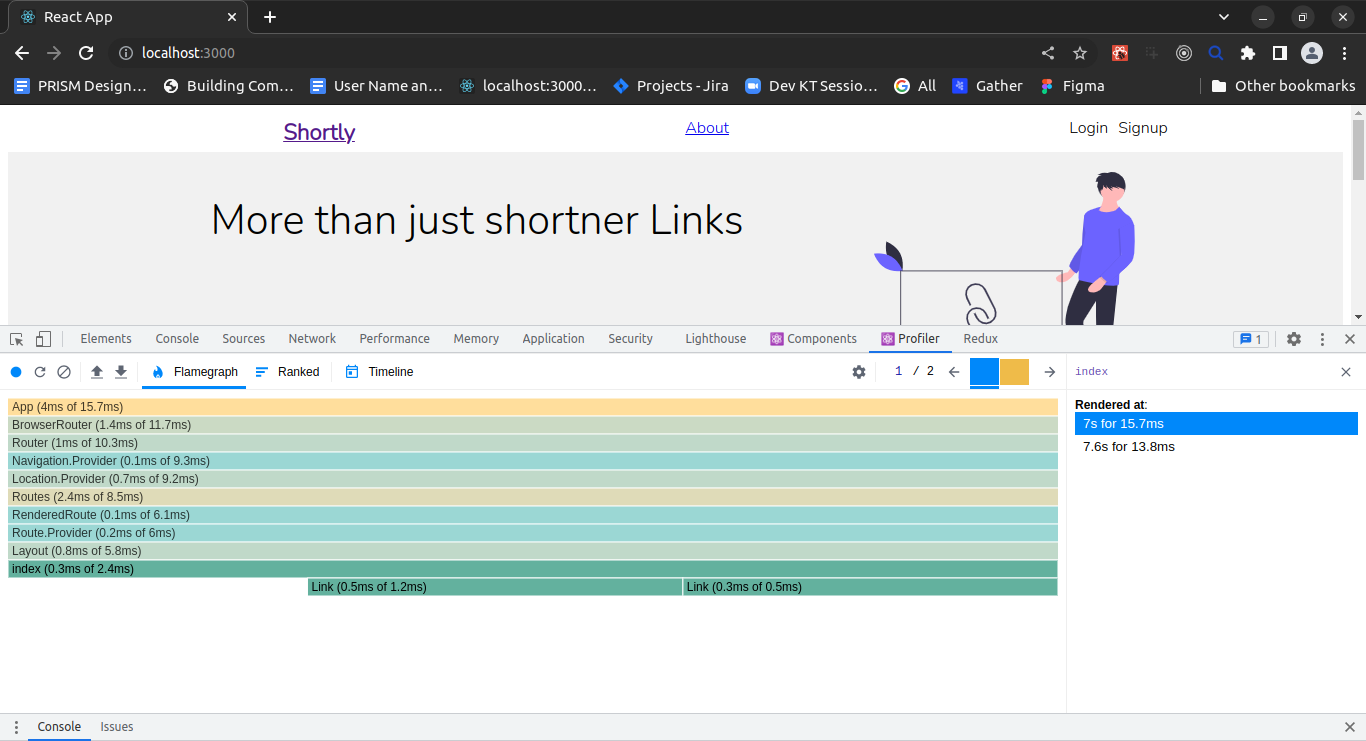 React App
localhost:3000
PRISM Design... Building Com... User Name an... localhost:3000... Projects - Jira Dev KT Sessio... All Gather Figma Other bookmarks
Shortly About Login Signup
More than just shortner Links
Elements Console Sources Network Performance Memory Application Security Lighthouse Components Profiler Redux 1
Flamegraph Ranked Timeline 1 / 2 index
Rendered at:
7s for 15.7ms
7.6s for 13.8ms
App (4ms of 15.7ms)
BrowserRouter (1.4ms of 11.7ms)
Router (1ms of 10.3ms)
Navigation.Provider (0.1ms of 9.3ms)
Location.Provider (0.7ms of 9.2ms)
Routes (2.4ms of 8.5ms)
RenderedRoute (0.1ms of 6.1ms)
Route.Provider (0.2ms of 6ms)
Layout (0.8ms of 5.8ms)
index (0.3ms of 2.4ms)
Link (0.5ms of 1.2ms) Link (0.3ms of 0.5ms)
Console Issues